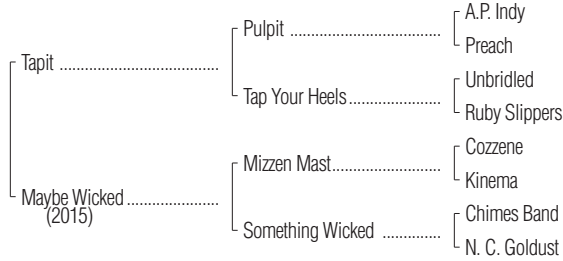 A.P. Indy
Pulpit ..................................
Preach
Tapit ....................................
Unbridled
Tap Your Heels.....................
Ruby Slippers
Cozzene
Mizzen Mast........................
Kinema
Maybe Wicked .....................
(2015)
Chimes Band
Something Wicked ..............
N. C. Goldust